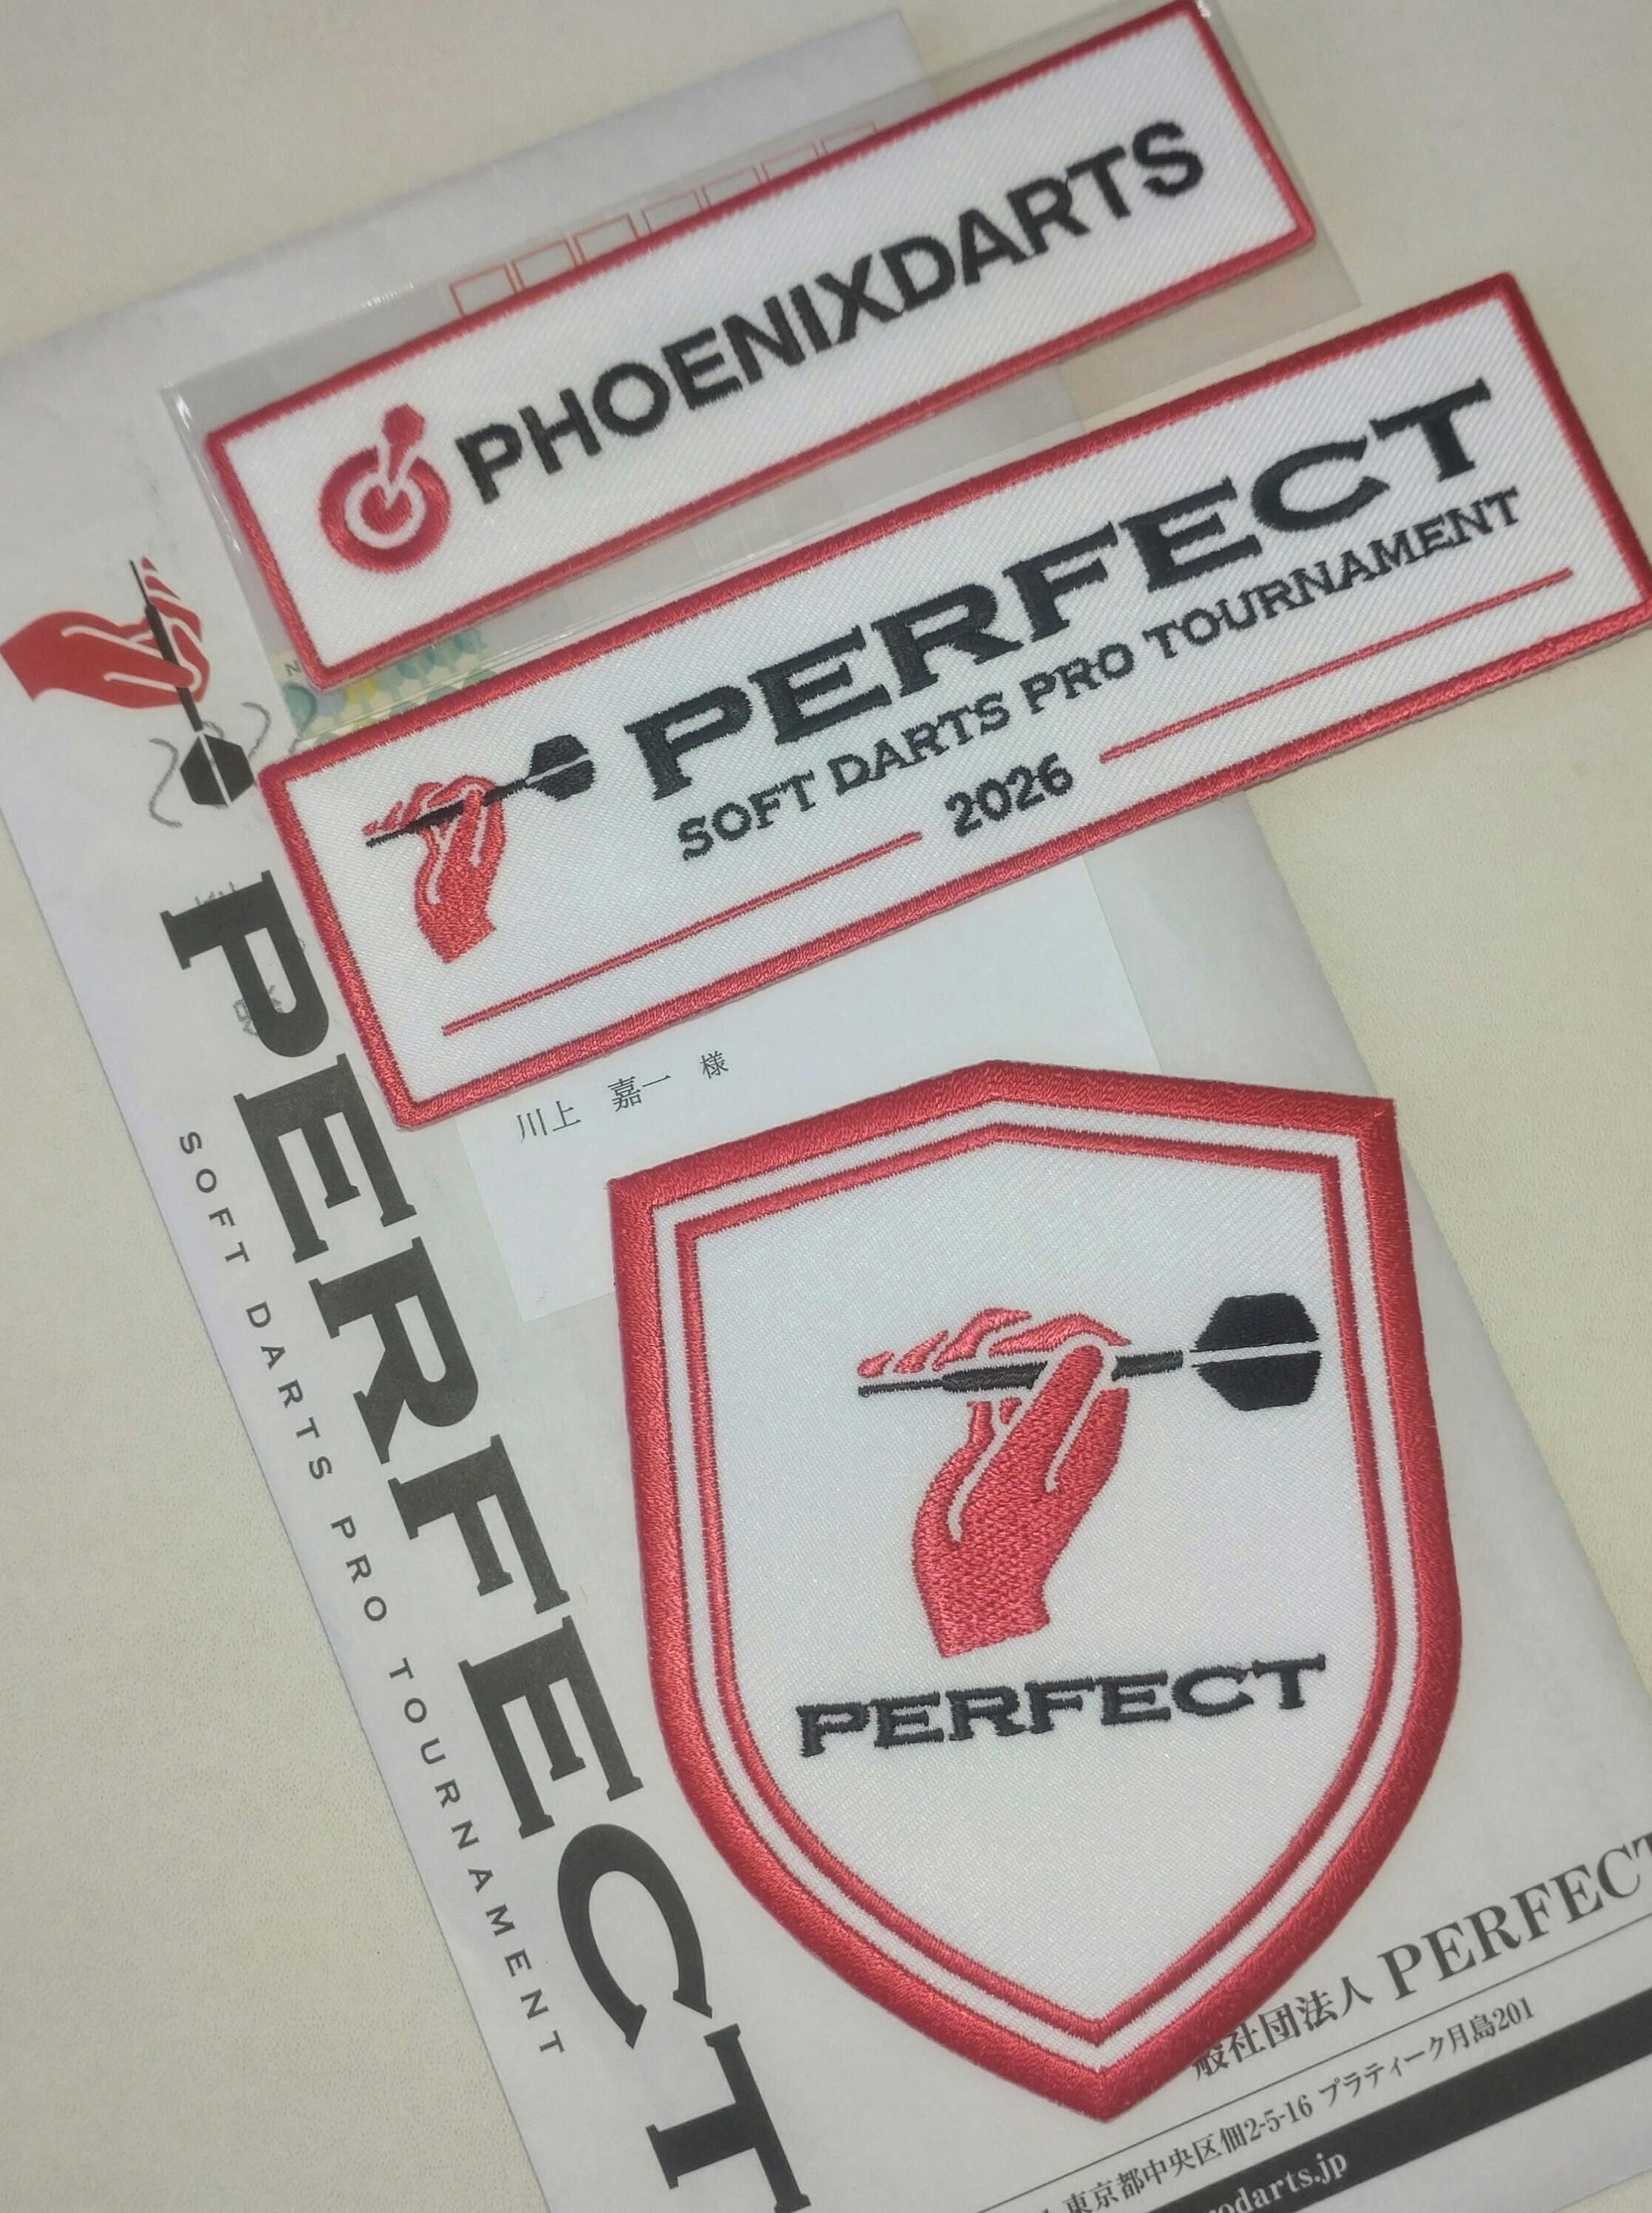 PHOENIXDARTS
PERFECT
SOFT DARTS PRO TOURNAMENT
2026
PERFECT
SOFT DARTS PRO TOURNAMENT
川上 嘉一 様
PERFECT
般社団法人 PERFECT
東京都中央区佃2-5-16 プラティーク月島201
odarts.jp